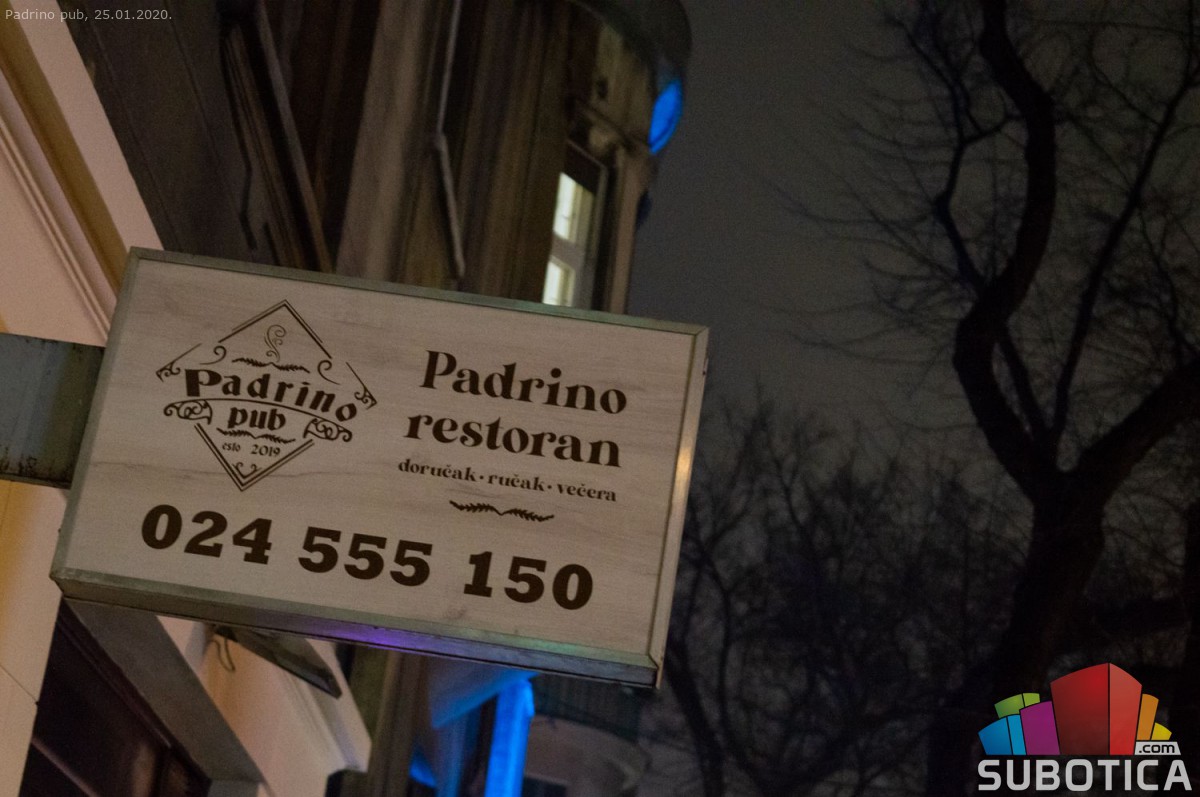 Padrino pub, 25.01.2020.
Padrino
pub
estd 2019
Padrino
restoran
doručak • ručak • večera
024 555 150
.com
SUBOTICA